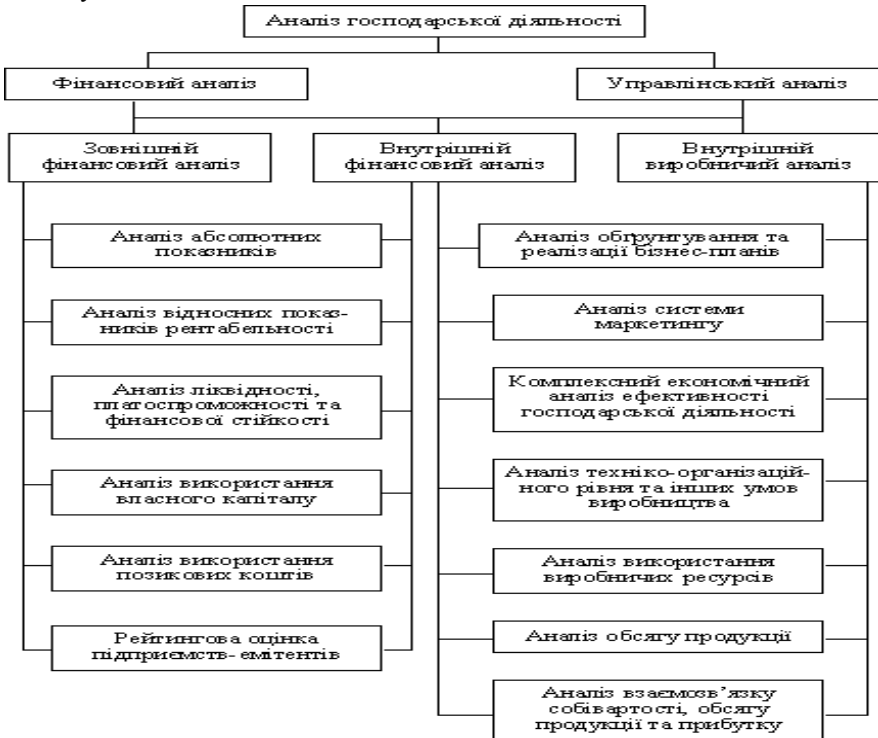 Аналіз господарської діяльності
Фінансовий аналіз
Управлінський аналіз
Зовнішній
фінансовий аналіз
Внутрішній
фінансовий аналіз
Внутрішній
виробничий аналіз
Аналіз абсолютних
показників
Аналіз відносних показ-
ників рентабельності
Аналіз ліквідності,
платоспроможності та
фінансової стійкості
Аналіз використання
власного капіталу
Аналіз використання
позикових коштів
Рейтингова оцінка
підприємств-емітентів
Аналіз обґрунтування та
реалізації бізнес-планів
Аналіз системи
маркетингу
Комплексний економічний
аналіз ефективності
господарської діяльності
Аналіз техніко-організацій-
ного рівня та інших умов
виробництва
Аналіз використання
виробничих ресурсів
Аналіз обсягу продукції
Аналіз взаємозв’язку
собівартості, обсягу
продукції та прибутку